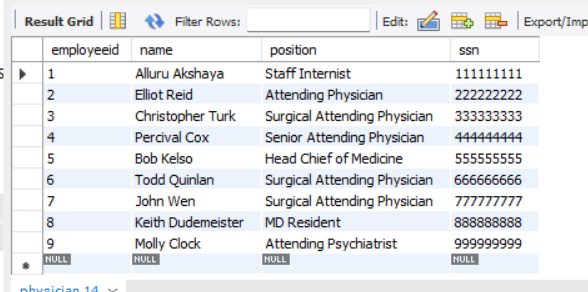 Result Grid Filter Rows: Edit: Export/Imp
employeeid name position ssn
1 Alluru Akshaya Staff Internist 111111111
2 Elliot Reid Attending Physician 222222222
3 Christopher Turk Surgical Attending Physician 333333333
4 Percival Cox Senior Attending Physician 444444444
5 Bob Kelso Head Chief of Medicine 555555555
6 Todd Quinlan Surgical Attending Physician 666666666
7 John Wen Surgical Attending Physician 777777777
8 Keith Dudemeister MD Resident 888888888
9 Molly Clock Attending Psychiatrist 999999999
NULL NULL NULL NULL
physician 14